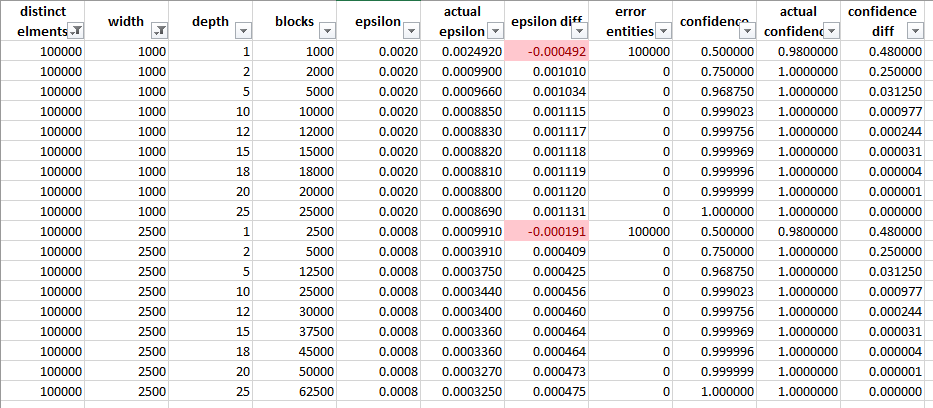 distinct elments width depth blocks epsilon actual epsilon epsilon diff error entities confidence actual confidenc confidence diff
100000 1000 1 1000 0.0020 0.0024920 -0.000492 100000 0.500000 0.9800000 0.480000
100000 1000 2 2000 0.0020 0.0009900 0.001010 0 0.750000 1.0000000 0.250000
100000 1000 5 5000 0.0020 0.0009660 0.001034 0 0.968750 1.0000000 0.031250
100000 1000 10 10000 0.0020 0.0008850 0.001115 0 0.999023 1.0000000 0.000977
100000 1000 12 12000 0.0020 0.0008830 0.001117 0 0.999756 1.0000000 0.000244
100000 1000 15 15000 0.0020 0.0008820 0.001118 0 0.999969 1.0000000 0.000031
100000 1000 18 18000 0.0020 0.0008810 0.001119 0 0.999996 1.0000000 0.000004
100000 1000 20 20000 0.0020 0.0008800 0.001120 0 0.999999 1.0000000 0.000001
100000 1000 25 25000 0.0020 0.0008690 0.001131 0 1.000000 1.0000000 0.000000
100000 2500 1 2500 0.0008 0.0009910 -0.000191 100000 0.500000 0.9800000 0.480000
100000 2500 2 5000 0.0008 0.0003910 0.000409 0 0.750000 1.0000000 0.250000
100000 2500 5 12500 0.0008 0.0003750 0.000425 0 0.968750 1.0000000 0.031250
100000 2500 10 25000 0.0008 0.0003440 0.000456 0 0.999023 1.0000000 0.000977
100000 2500 12 30000 0.0008 0.0003400 0.000460 0 0.999756 1.0000000 0.000244
100000 2500 15 37500 0.0008 0.0003360 0.000464 0 0.999969 1.0000000 0.000031
100000 2500 18 45000 0.0008 0.0003360 0.000464 0 0.999996 1.0000000 0.000004
100000 2500 20 50000 0.0008 0.0003270 0.000473 0 0.999999 1.0000000 0.000001
100000 2500 25 62500 0.0008 0.0003250 0.000475 0 1.000000 1.0000000 0.000000